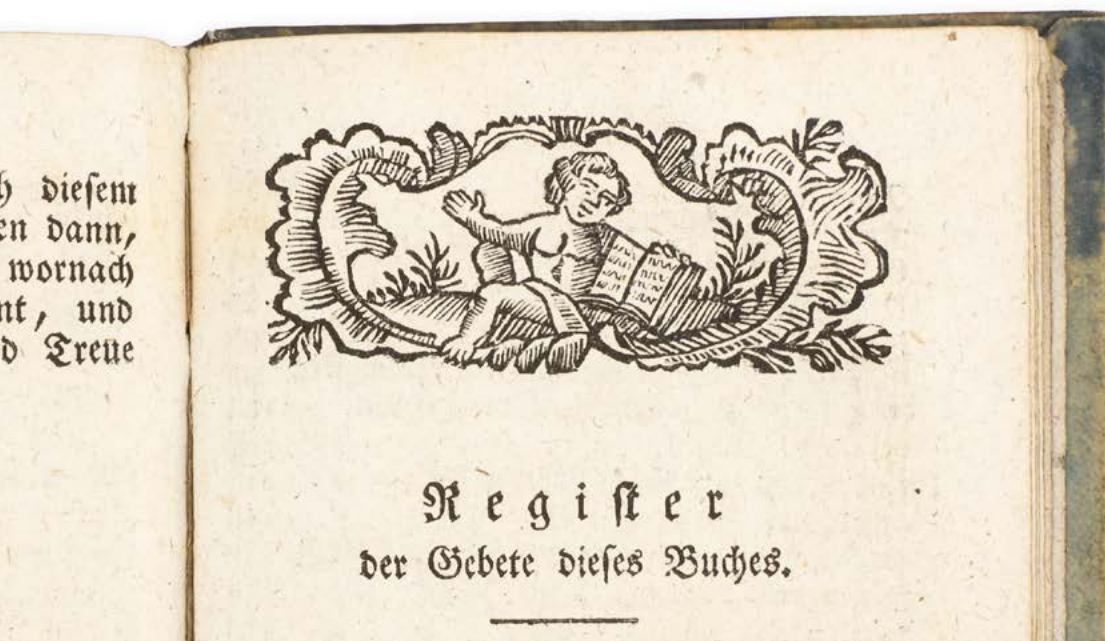 diesem
dann,
wornach
und
Treue
Regiſter
der Gebete dieſes Buches.